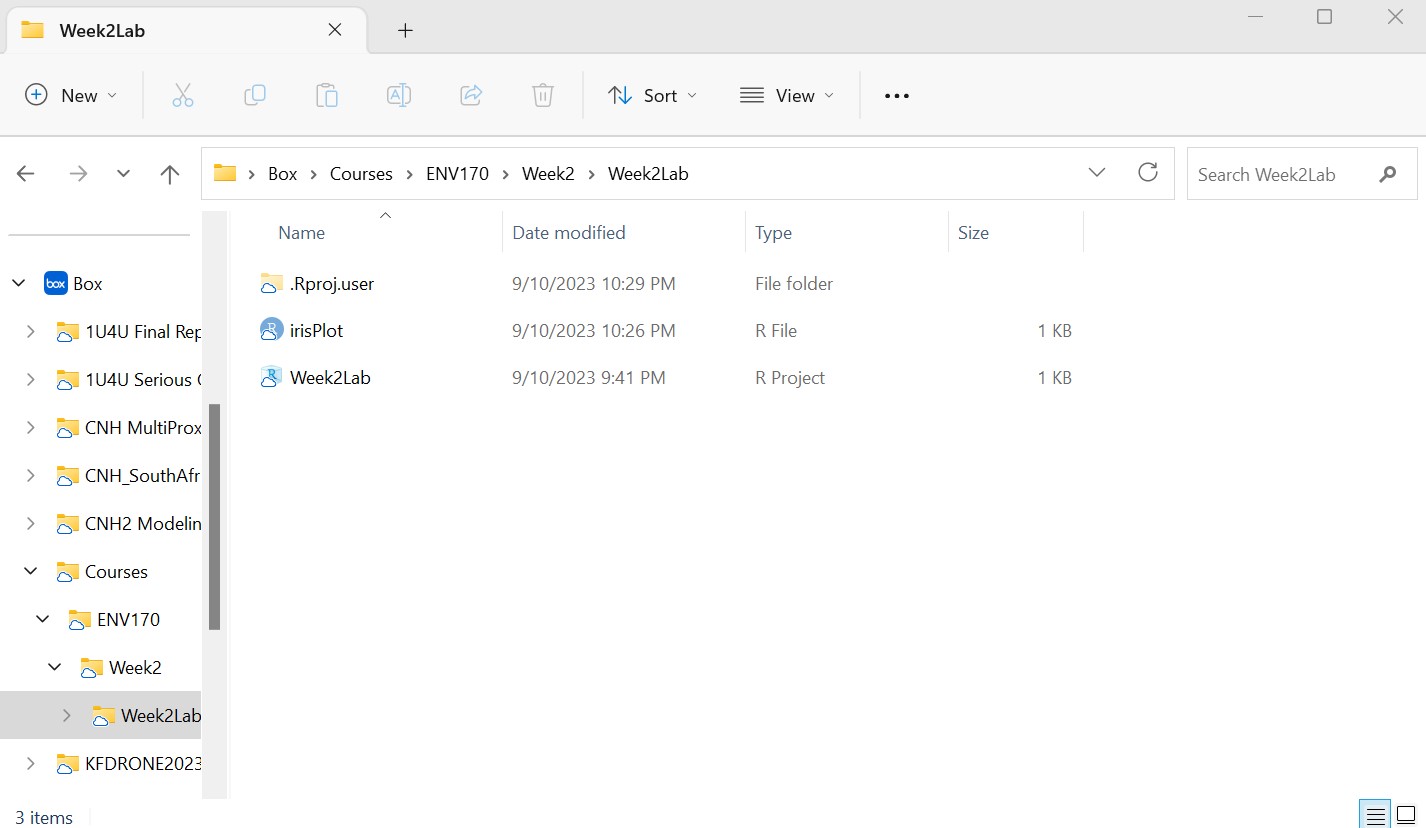 Week2Lab
New
Sort
View
Box > Courses > ENV170 > Week2 > Week2Lab
Search Week2Lab
Name Date modified Type Size
.Rproj.user 9/10/2023 10:29 PM File folder
irisPlot 9/10/2023 10:26 PM R File 1 KB
Week2Lab 9/10/2023 9:41 PM R Project 1 KB
box Box
1U4U Final Rep
1U4U Serious
CNH MultiProx
CNH_SouthAfr
CNH2 Modelin
Courses
ENV170
Week2
Week2Lab
KFDRONE2023
3 items